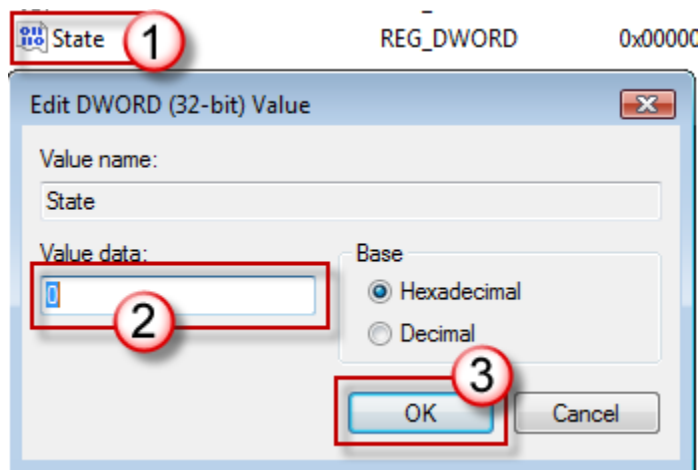 State 1 REG_DWORD 0x00000
Edit DWORD (32-bit) Value
Value name:
State
Value data: Base
0 Hexadecimal
2 Decimal
3
OK Cancel